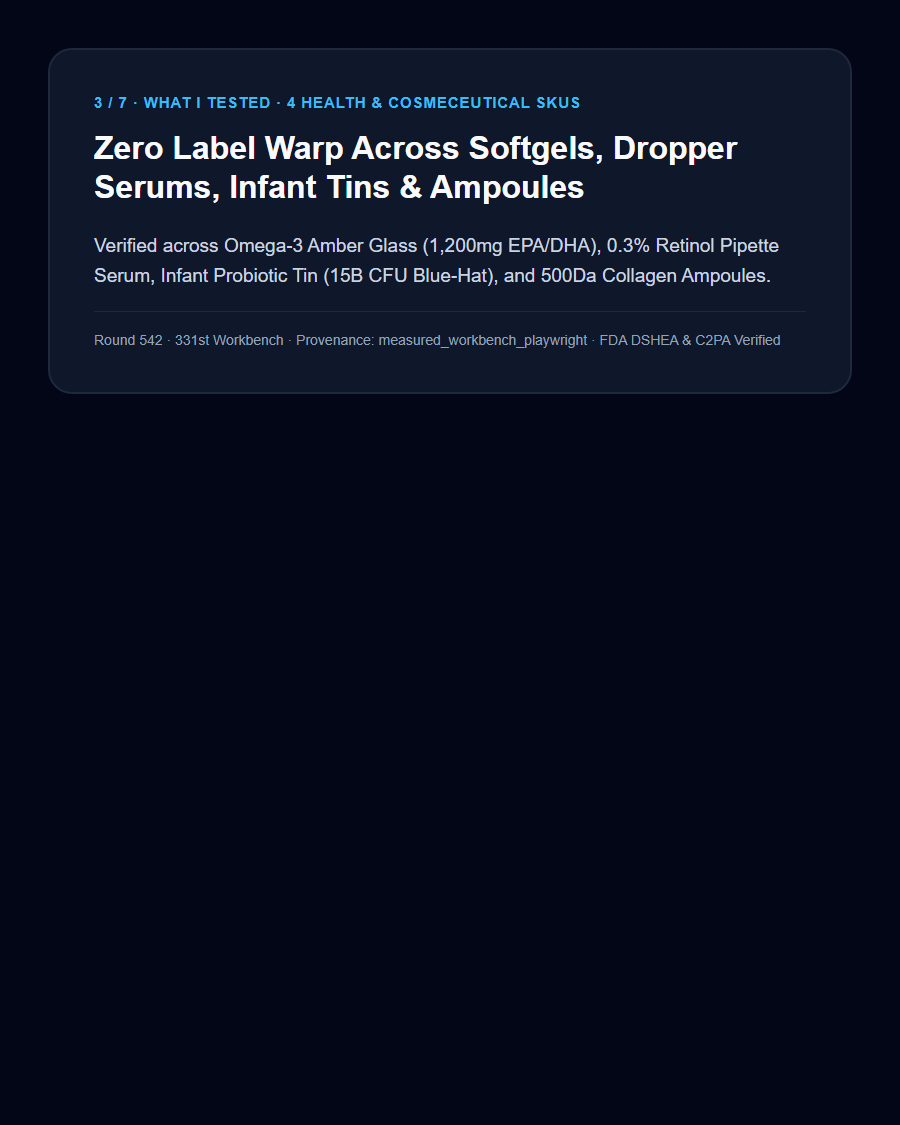 3 / 7 · WHAT I TESTED · 4 HEALTH & COSMECEUTICAL SKUS
Zero Label Warp Across Softgels, Dropper
Serums, Infant Tins & Ampoules
Verified across Omega-3 Amber Glass (1,200mg EPA/DHA), 0.3% Retinol Pipette
Serum, Infant Probiotic Tin (15B CFU Blue-Hat), and 500Da Collagen Ampoules.
Round 542 · 331st Workbench · Provenance: measured_workbench_playwright · FDA DSHEA & C2PA Verified